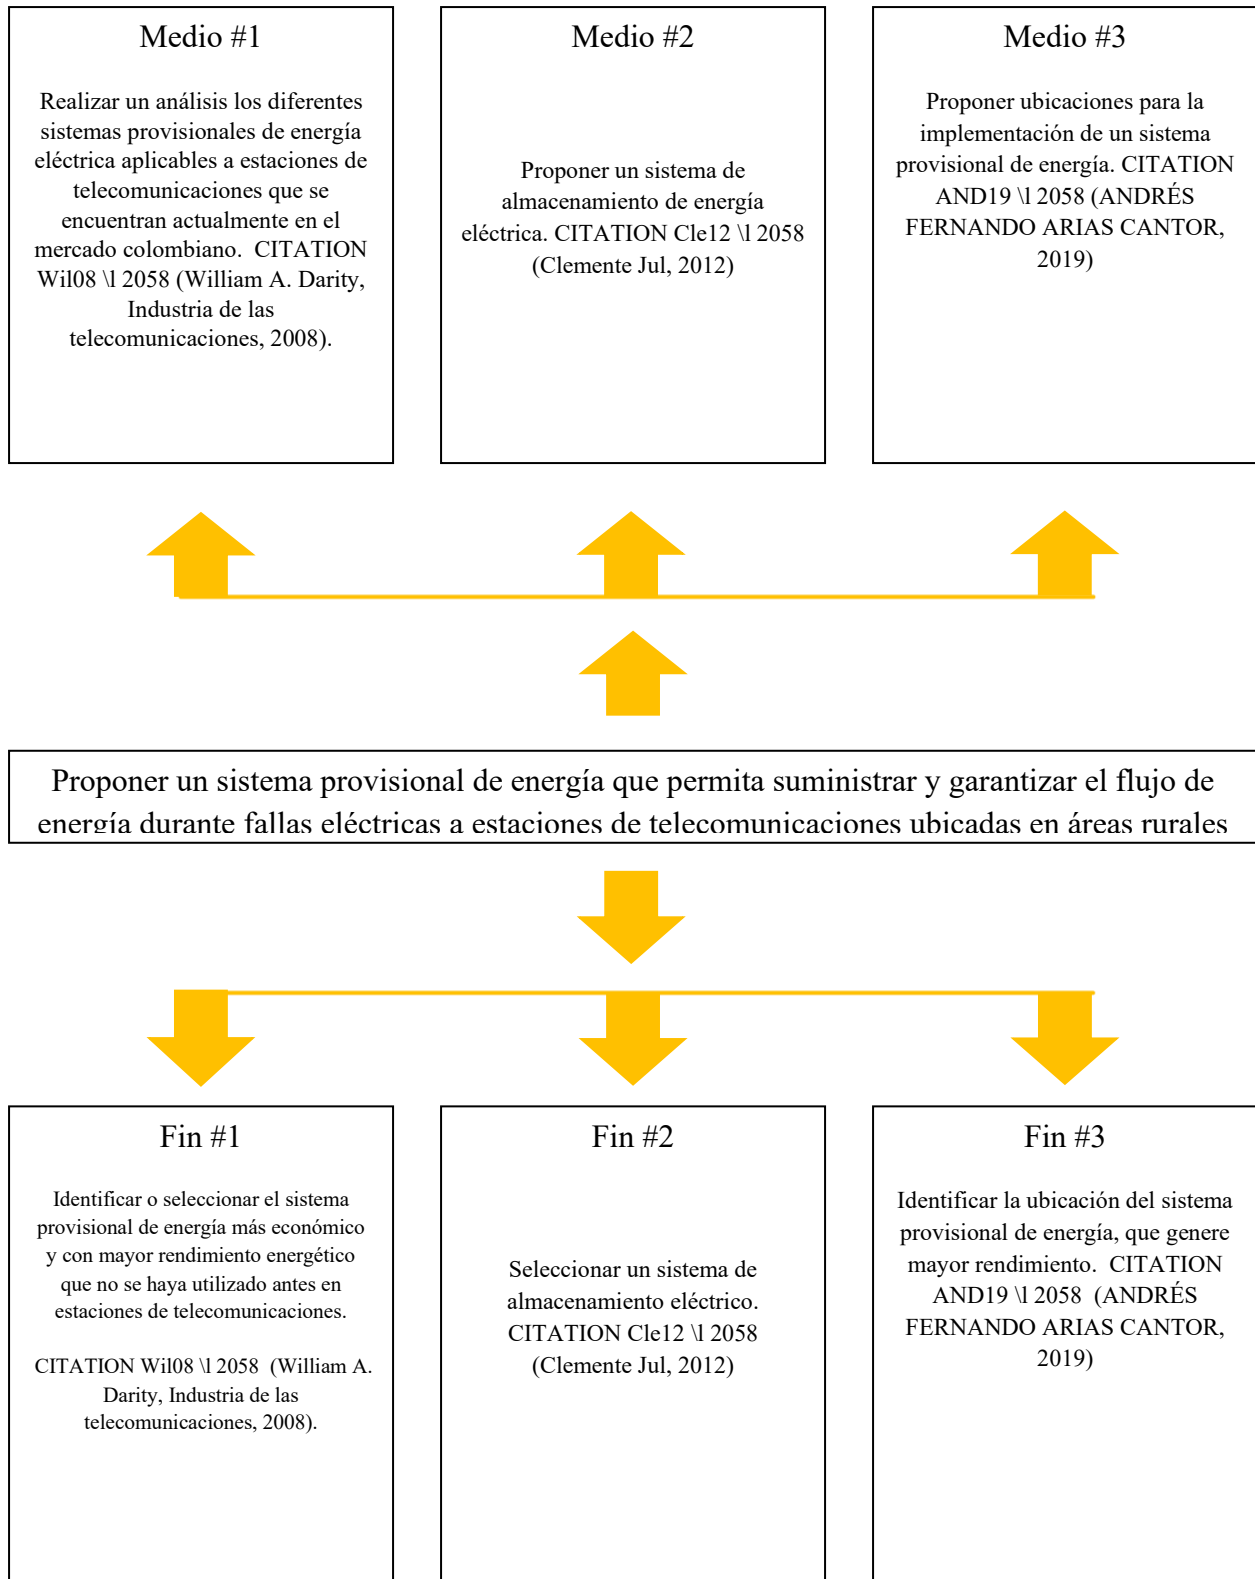 Medio #1
Realizar un análisis los diferentes
sistemas provisionales de energía
eléctrica aplicables a estaciones de
telecomunicaciones que se
encuentran actualmente en el
mercado colombiano. CITATION
Wil08 \l 2058 (William A. Darity,
Industria de las
telecomunicaciones, 2008).
Medio #2
Proponer un sistema de
almacenamiento de energía
eléctrica. CITATION Cle12 \l 2058
(Clemente Jul, 2012)
Medio #3
Proponer ubicaciones para la
implementación de un sistema
provisional de energía. CITATION
AND19 \l 2058 (ANDRÉS
FERNANDO ARIAS CANTOR,
2019)
Proponer un sistema provisional de energía que permita suministrar y garantizar el flujo de
energía durante fallas eléctricas a estaciones de telecomunicaciones ubicadas en áreas rurales
Fin #1
Identificar o seleccionar el sistema
provisional de energía más económico
y con mayor rendimiento energético
que no se haya utilizado antes en
estaciones de telecomunicaciones.
CITATION Wil08 \l 2058 (William A.
Darity, Industria de las
telecomunicaciones, 2008).
Fin #2
Seleccionar un sistema de
almacenamiento eléctrico.
CITATION Cle12 \l 2058
(Clemente Jul, 2012)
Fin #3
Identificar la ubicación del sistema
provisional de energía, que genere
mayor rendimiento. CITATION
AND19 \l 2058 (ANDRÉS
FERNANDO ARIAS CANTOR,
2019)